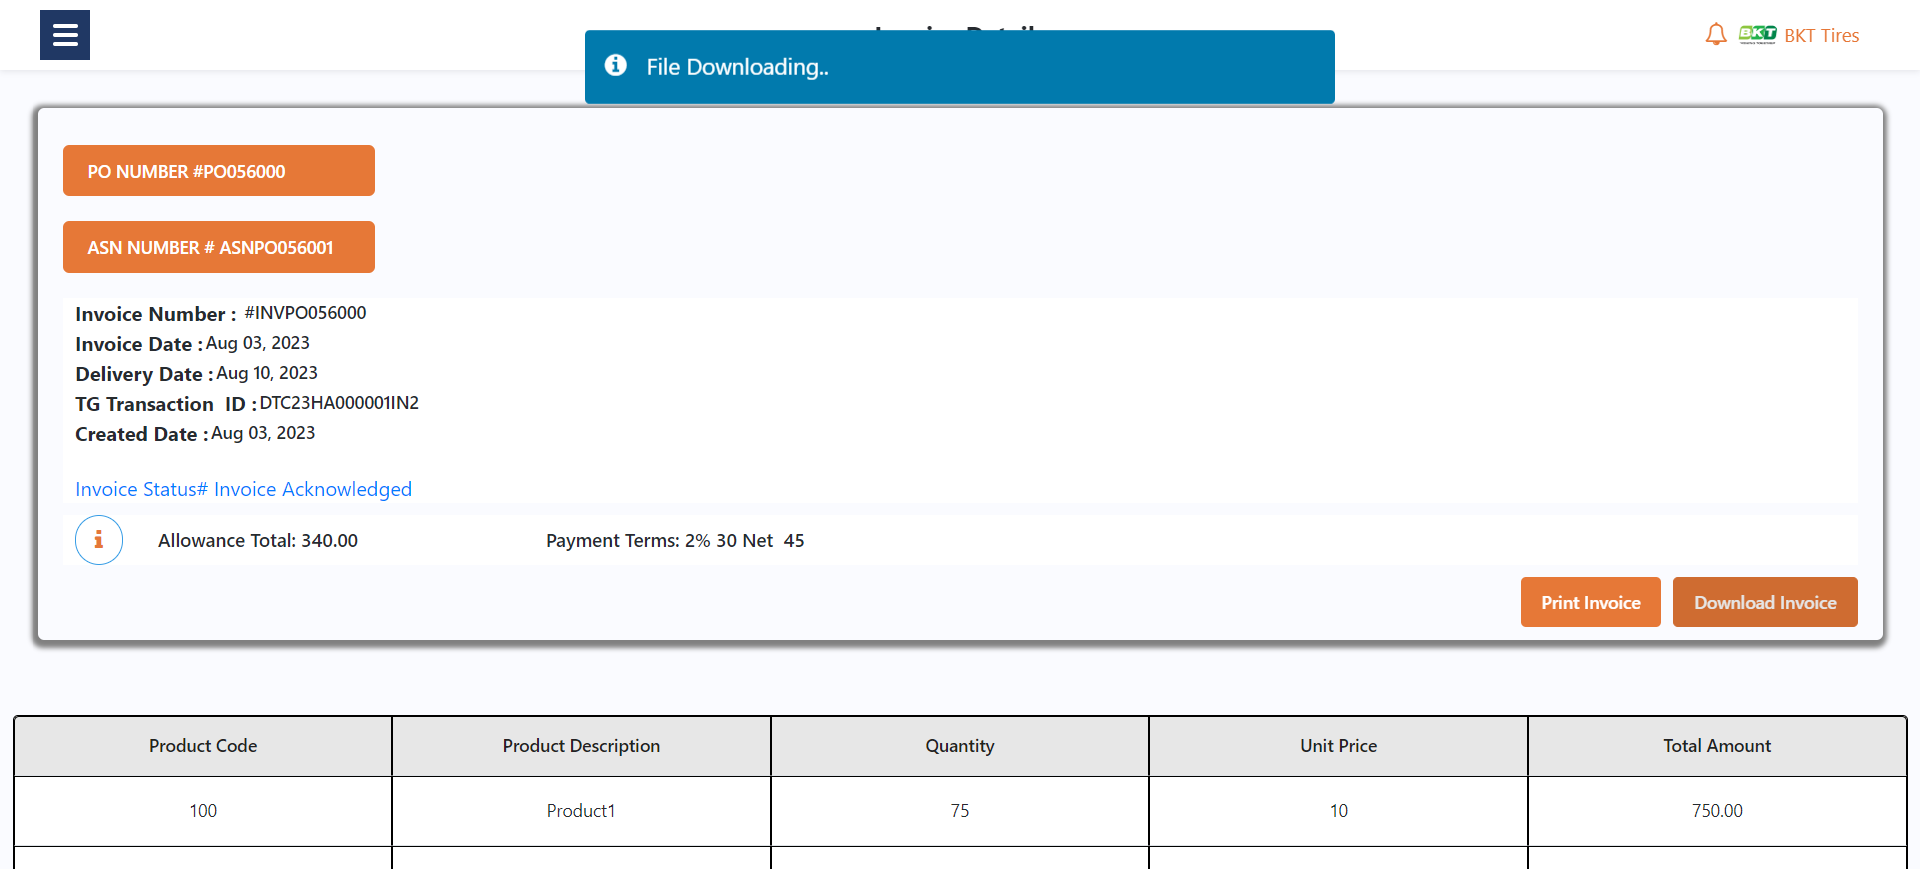 BKT
BKT Tires
File Downloading..
PO NUMBER #PO056000
ASN NUMBER # ASNPO056001
Invoice Number : #INVPO056000
Invoice Date : Aug 03, 2023
Delivery Date : Aug 10, 2023
TG Transaction ID : DTC23HA000001IN2
Created Date : Aug 03, 2023
Invoice Status# Invoice Acknowledged
i Allowance Total: 340.00 Payment Terms: 2% 30 Net 45
Print Invoice Download Invoice
Product Code Product Description Quantity Unit Price Total Amount
100 Product1 75 10 750.00